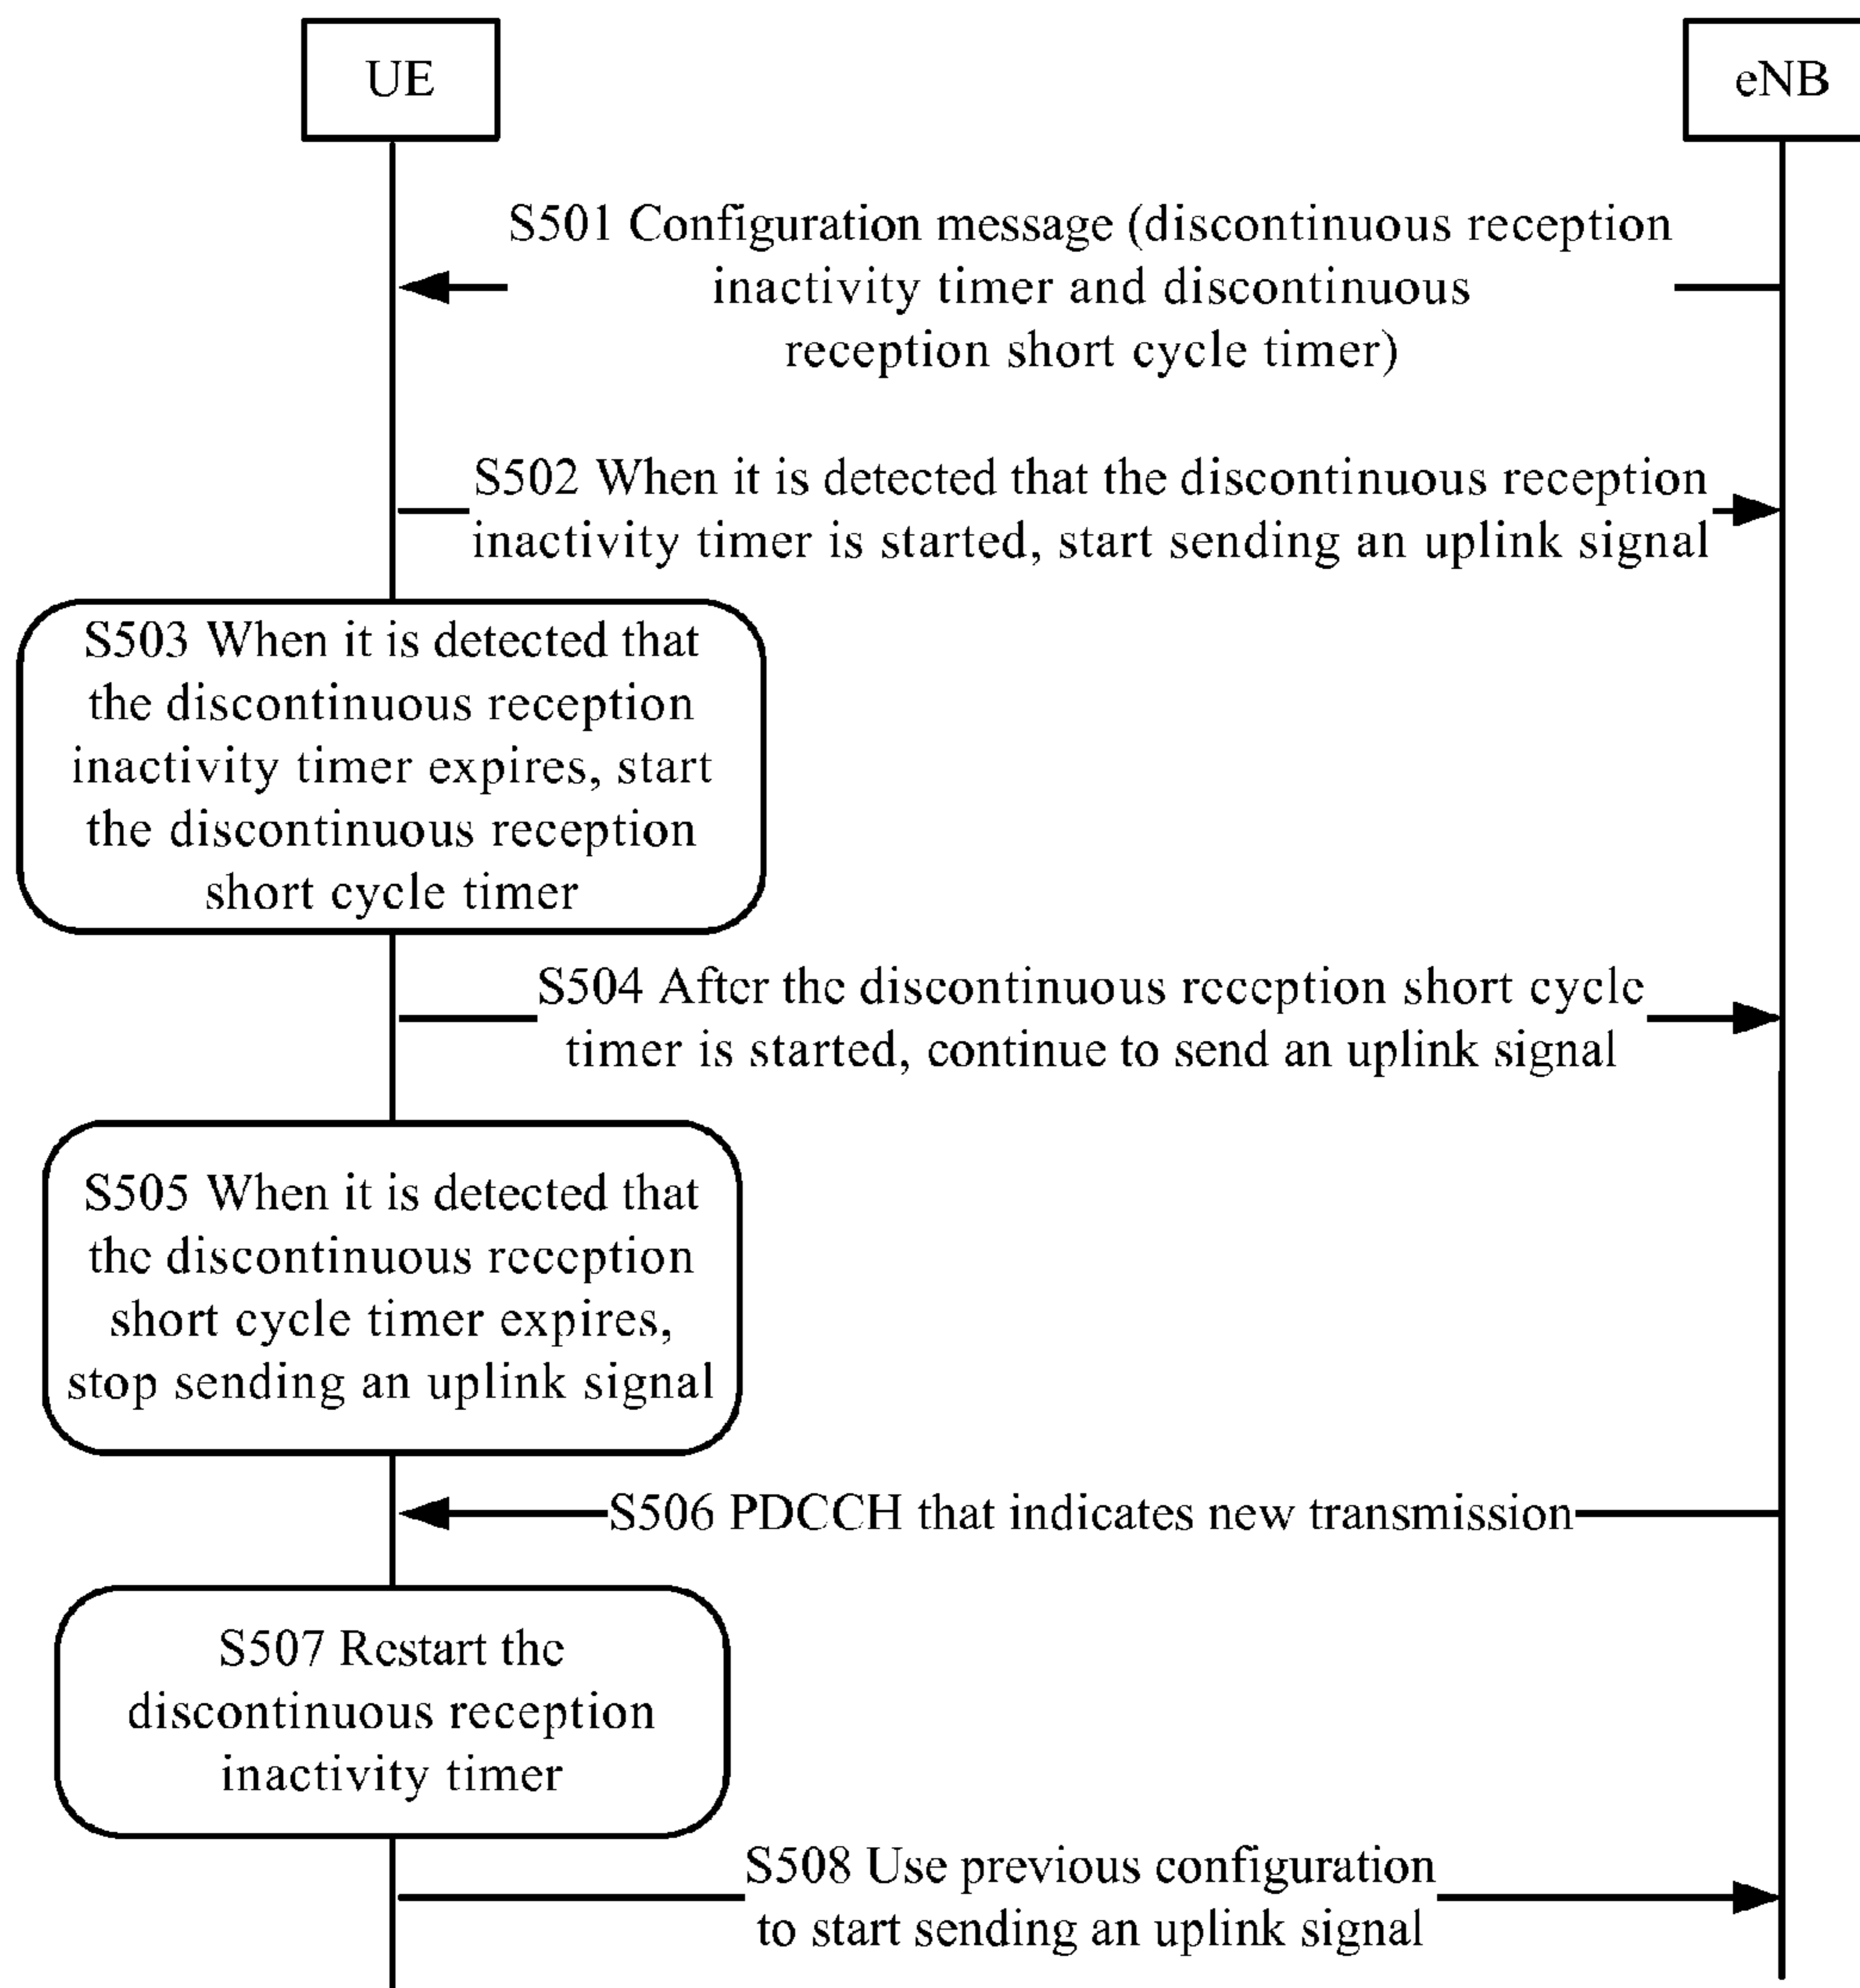 UE
eNB
S501 Configuration message (discontinuous reception
inactivity timer and discontinuous
reception short cycle timer)
S502 When it is detected that the discontinuous reception
inactivity timer is started, start sending an uplink signal
S503 When it is detected that
the discontinuous reception
inactivity timer expires, start
the discontinuous reception
short cycle timer
S504 After the discontinuous reception short cycle
timer is started, continue to send an uplink signal
S505 When it is detected that
the discontinuous reception
short cycle timer expires,
stop sending an uplink signal
S506 PDCCH that indicates new transmission
S507 Restart the
discontinuous reception
inactivity timer
S508 Use previous configuration
to start sending an uplink signal